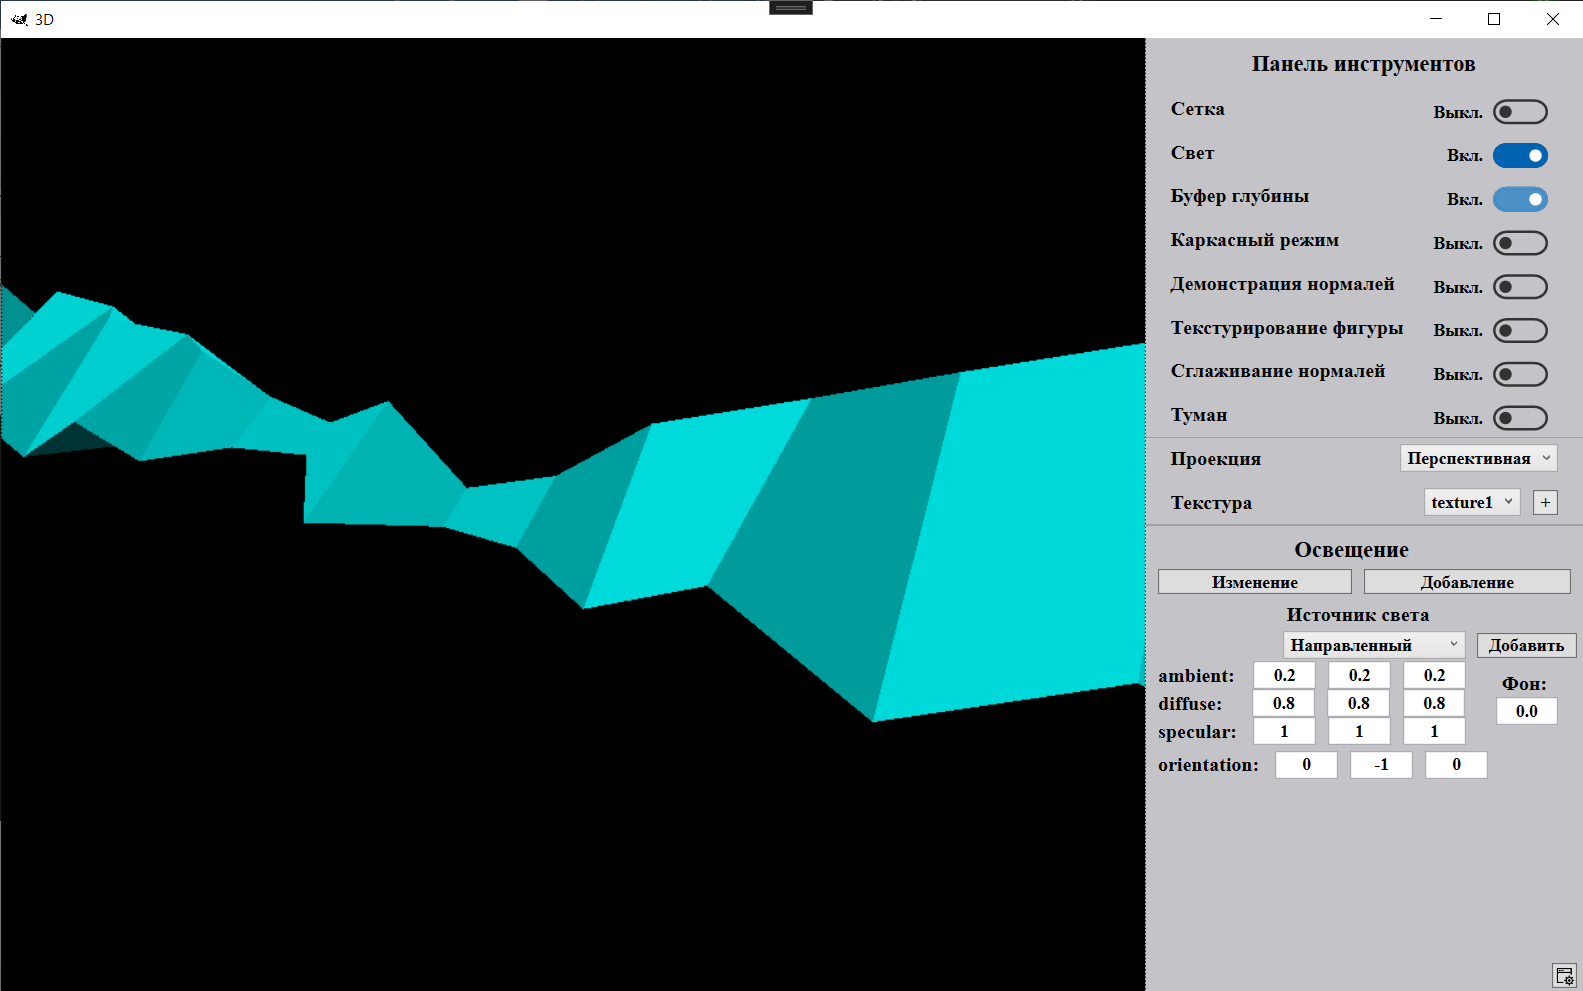 3D
Панель инструментов
Сетка Выкл.
Свет Вкл.
Буфер глубины Вкл.
Каркасный режим Выкл.
Демонстрация нормалей Выкл.
Текстурирование фигуры Выкл.
Сглаживание нормалей Выкл.
Туман Выкл.
Проекция Перспективная
Текстура texture1 +
Освещение
Изменение Добавление
Источник света
Направленный Добавить
ambient: 0.2 0.2 0.2 Фон:
diffuse: 0.8 0.8 0.8 0.0
specular: 1 1 1
orientation: 0 -1 0